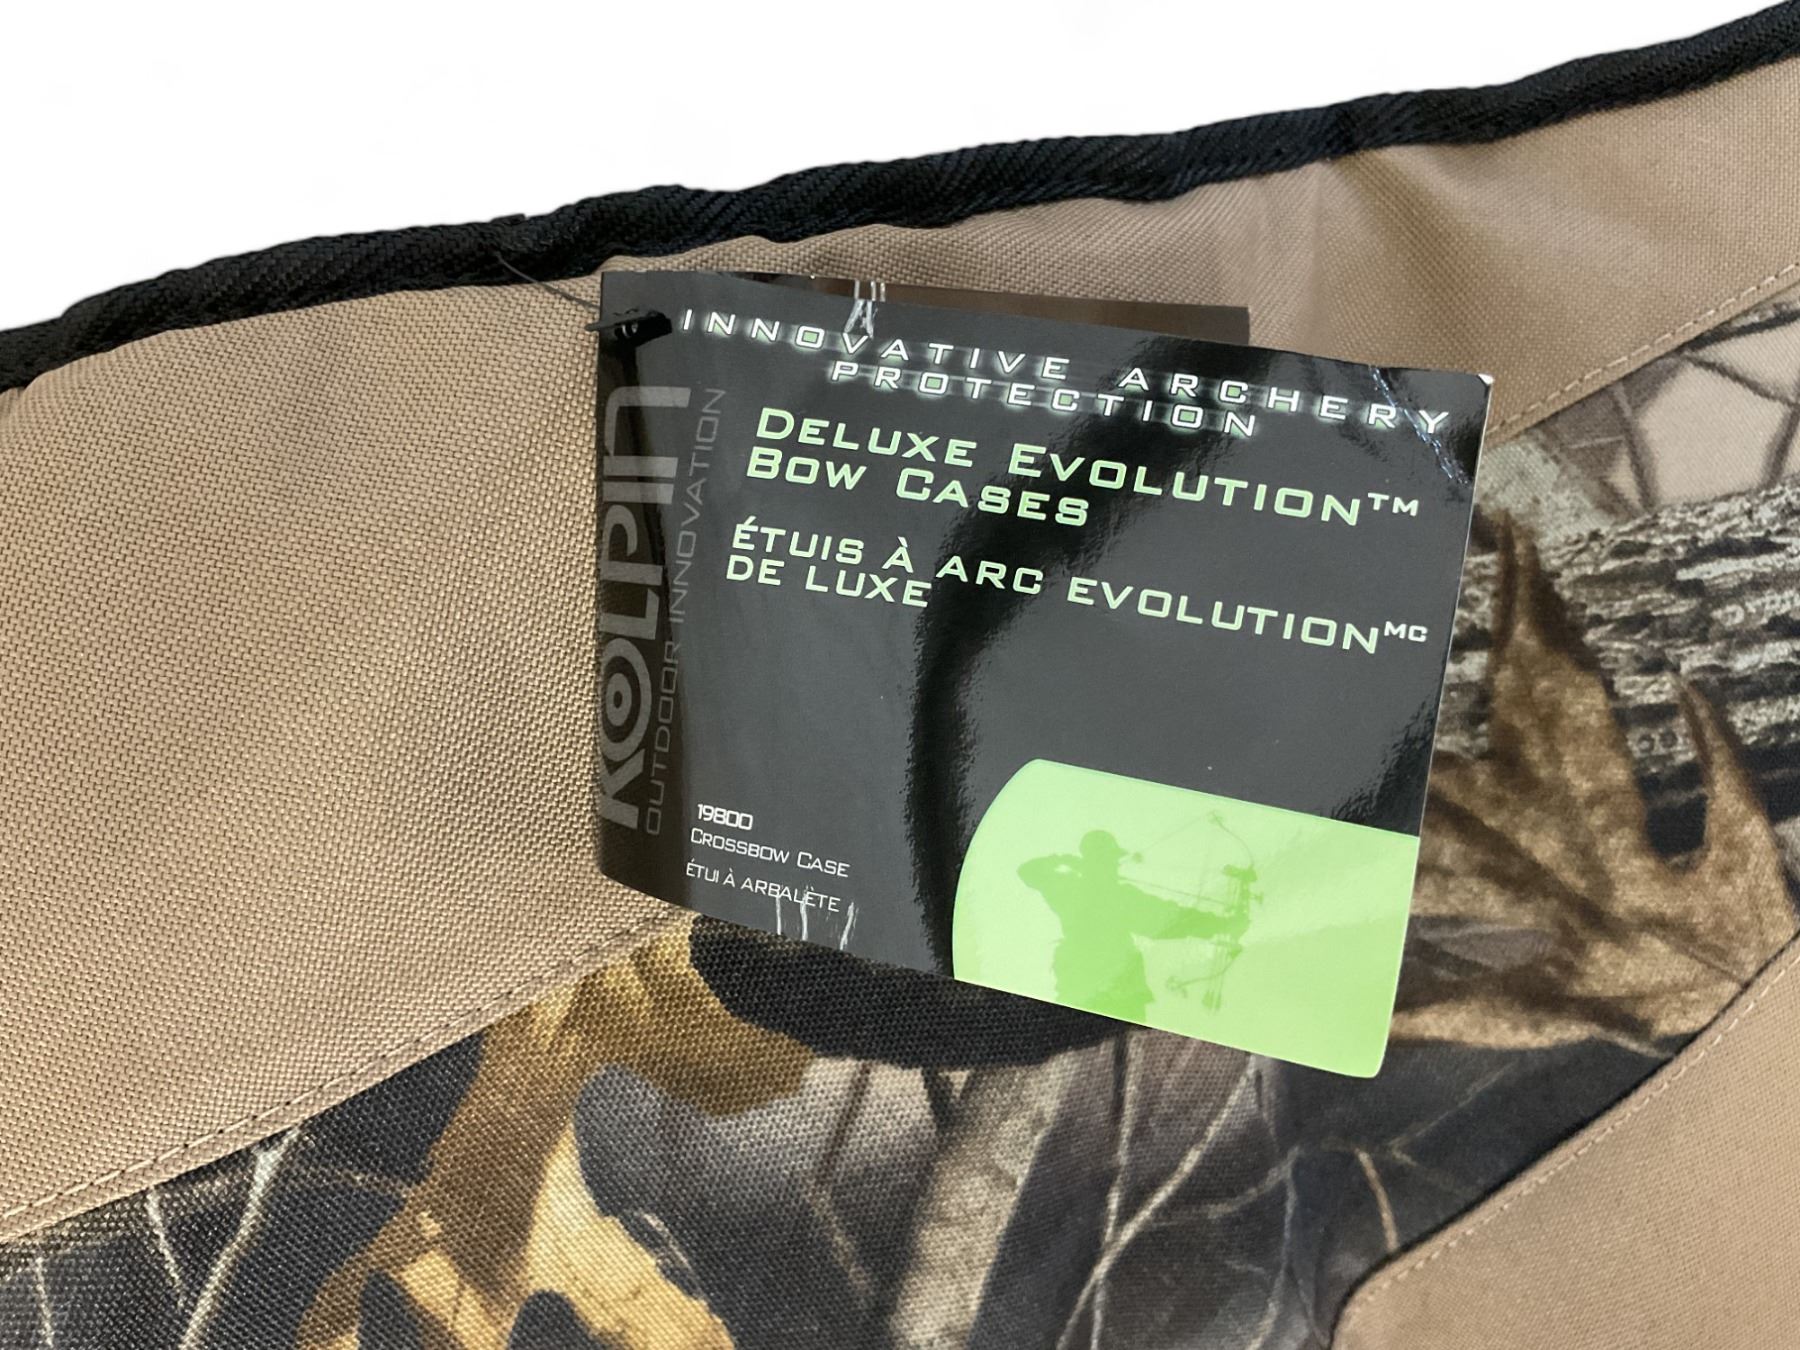 INNOVATIVE ARCHERY
PROTECTION
DELUXE EVOLUTION™
BOW CASES
ÉTUIS À ARC EVOLUTIONᴹᶜ
DE LUXE
KOLPIN
OUTDOOR INNOVATION
19800
CROSSBOW CASE
ÉTUI À ARBALÈTE